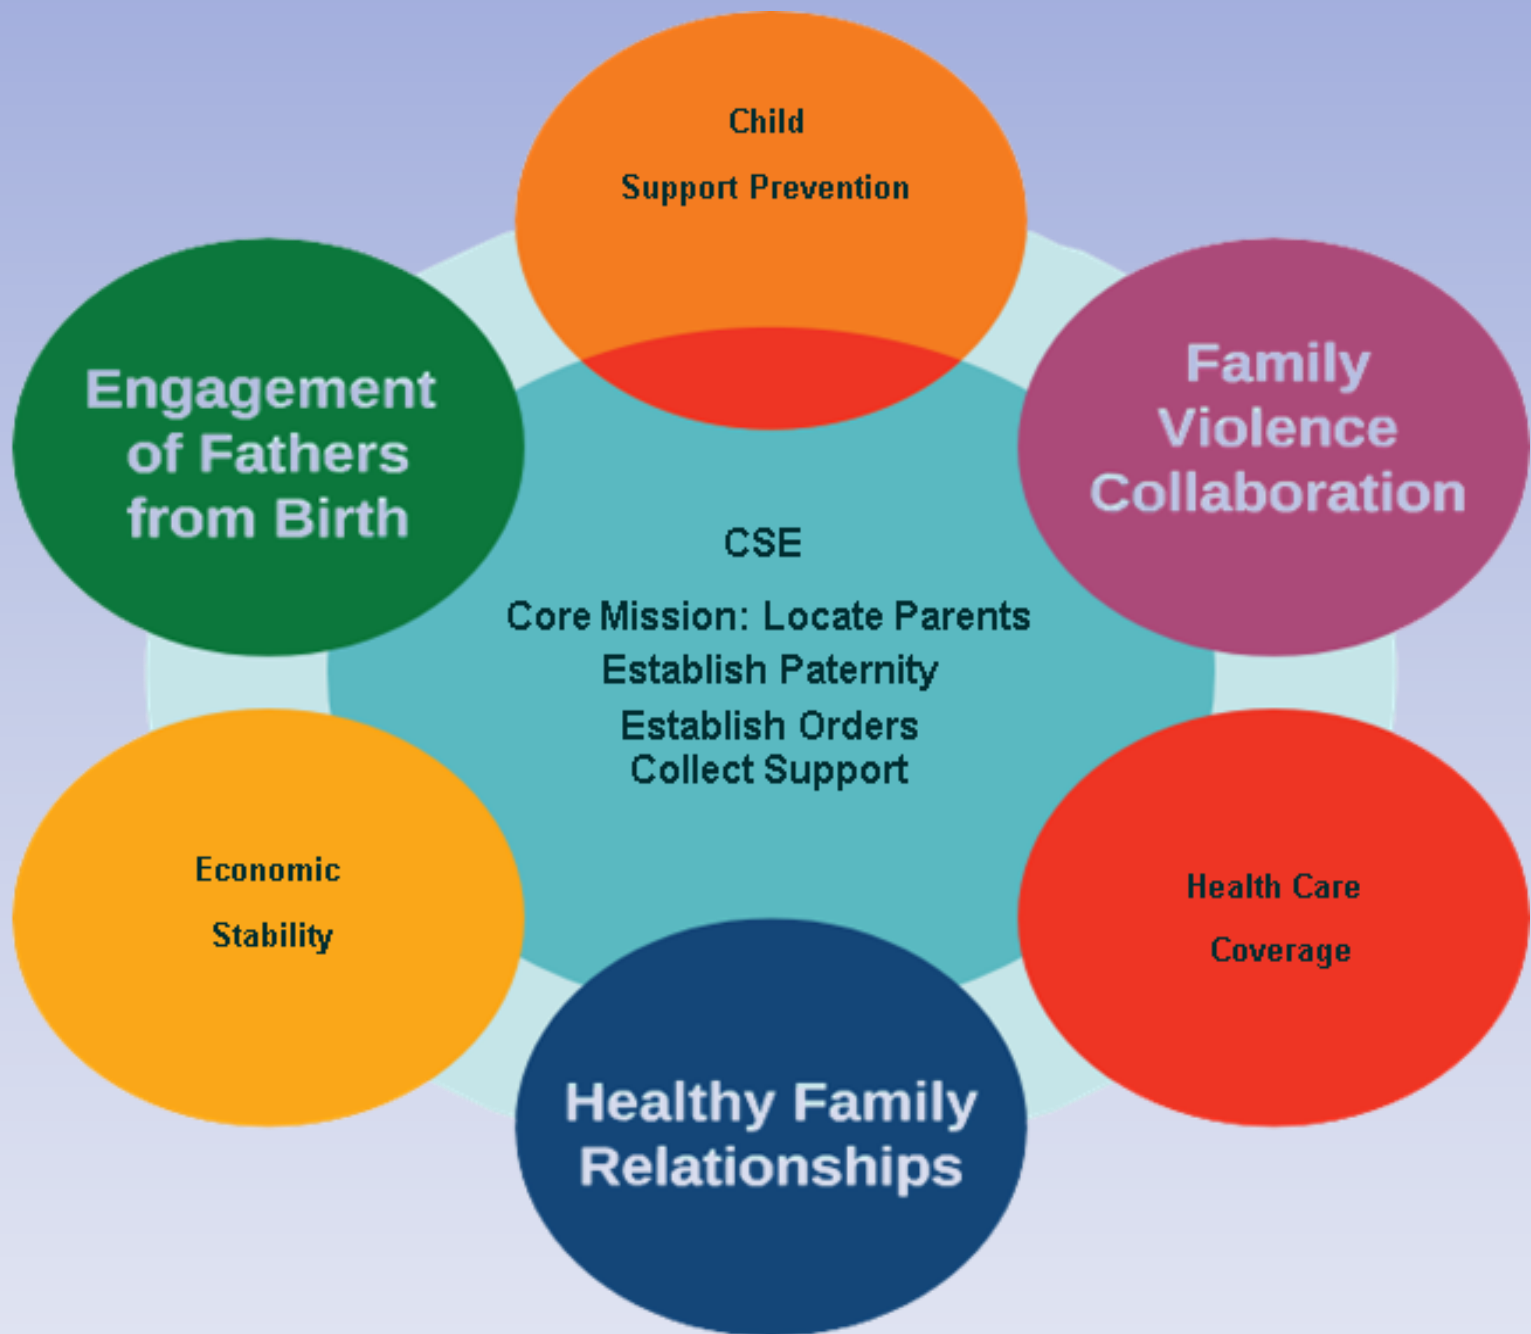 Child
Support Prevention
Engagement
of Fathers
from Birth
Family
Violence
Collaboration
CSE
Core Mission: Locate Parents
Establish Paternity
Establish Orders
Collect Support
Economic
Stability
Health Care
Coverage
Healthy Family
Relationships